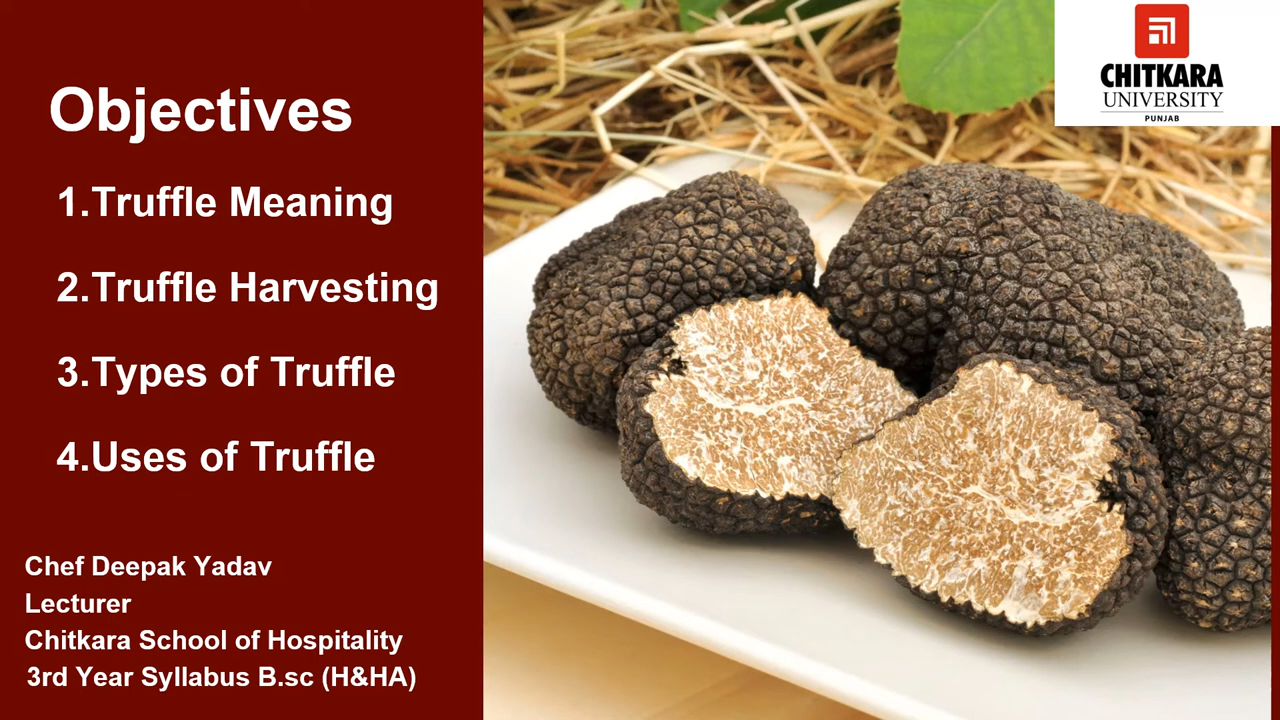 Objectives
1.Truffle Meaning
2.Truffle Harvesting
3.Types of Truffle
4.Uses of Truffle
Chef Deepak Yadav
Lecturer
Chitkara School of Hospitality
3rd Year Syllabus B.sc (H&HA)
CHITKARA
UNIVERSITY
PUNJAB